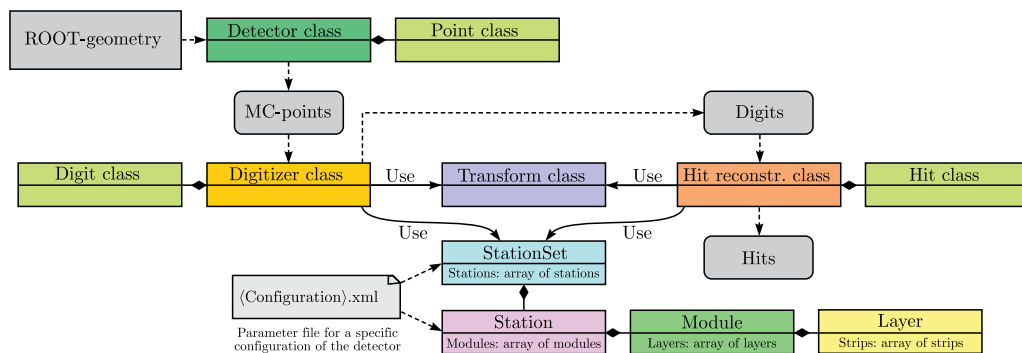 ROOT-geometry
Detector class
Point class
MC-points
Digits
Digit class
Digitizer class
Use
Transform class
Use
Hit reconstr. class
Hit class
Use
Use
StationSet
Stations: array of stations
Hits
⟨Configuration⟩.xml
Parameter file for a specific
configuration of the detector
Station
Modules: array of modules
Module
Layers: array of layers
Layer
Strips: array of strips